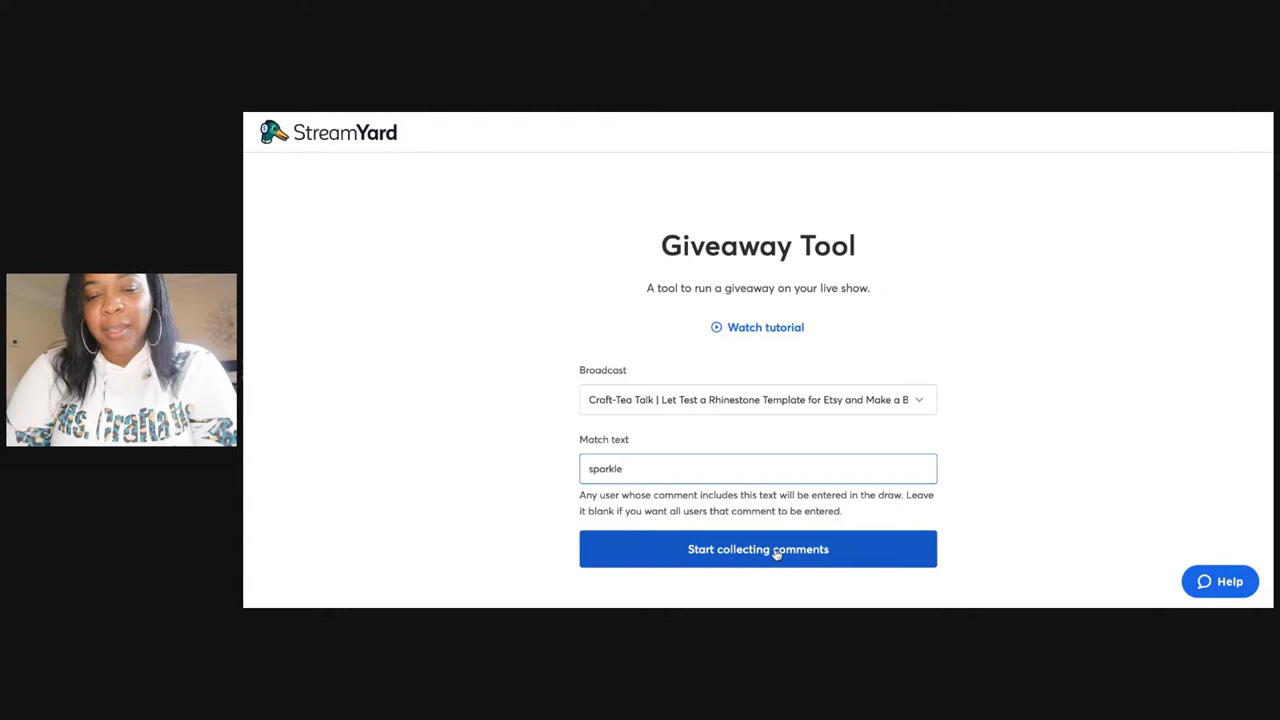 StreamYard
Giveaway Tool
A tool to run a giveaway on your live show.
Watch tutorial
Broadcast
Craft-Tea Talk | Let Test a Rhinestone Template for Etsy and Make a B
Match text
sparkle
Any user whose comment includes this text will be entered in the draw. Leave
it blank if you want all users that comment to be entered.
Start collecting comments
Help
Ms. Crafta